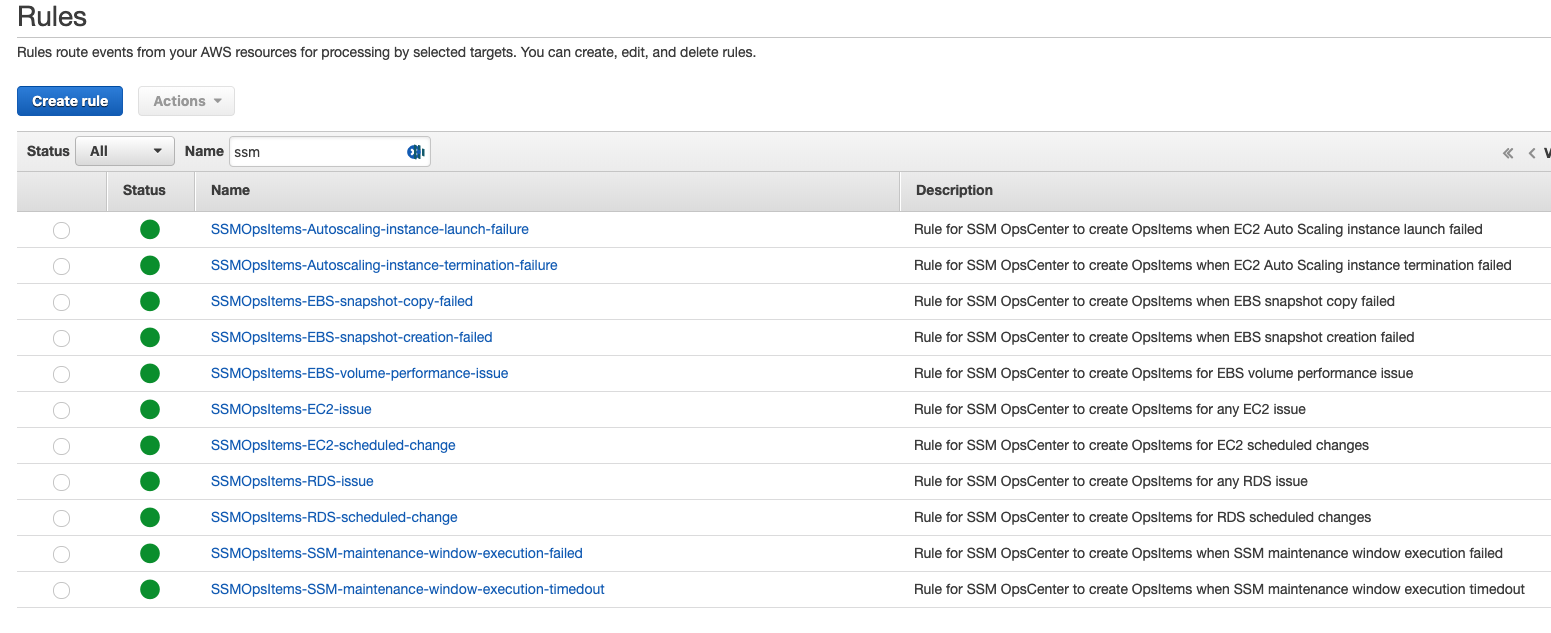 Rules
Rules route events from your AWS resources for processing by selected targets. You can create, edit, and delete rules.
Create rule Actions
Status All Name ssm
Status Name Description
SSMOpsItems-Autoscaling-instance-launch-failure Rule for SSM OpsCenter to create OpsItems when EC2 Auto Scaling instance launch failed
SSMOpsItems-Autoscaling-instance-termination-failure Rule for SSM OpsCenter to create OpsItems when EC2 Auto Scaling instance termination failed
SSMOpsItems-EBS-snapshot-copy-failed Rule for SSM OpsCenter to create OpsItems when EBS snapshot copy failed
SSMOpsItems-EBS-snapshot-creation-failed Rule for SSM OpsCenter to create OpsItems when EBS snapshot creation failed
SSMOpsItems-EBS-volume-performance-issue Rule for SSM OpsCenter to create OpsItems for EBS volume performance issue
SSMOpsItems-EC2-issue Rule for SSM OpsCenter to create OpsItems for any EC2 issue
SSMOpsItems-EC2-scheduled-change Rule for SSM OpsCenter to create OpsItems for EC2 scheduled changes
SSMOpsItems-RDS-issue Rule for SSM OpsCenter to create OpsItems for any RDS issue
SSMOpsItems-RDS-scheduled-change Rule for SSM OpsCenter to create OpsItems for RDS scheduled changes
SSMOpsItems-SSM-maintenance-window-execution-failed Rule for SSM OpsCenter to create OpsItems when SSM maintenance window execution failed
SSMOpsItems-SSM-maintenance-window-execution-timedout Rule for SSM OpsCenter to create OpsItems when SSM maintenance window execution timedout